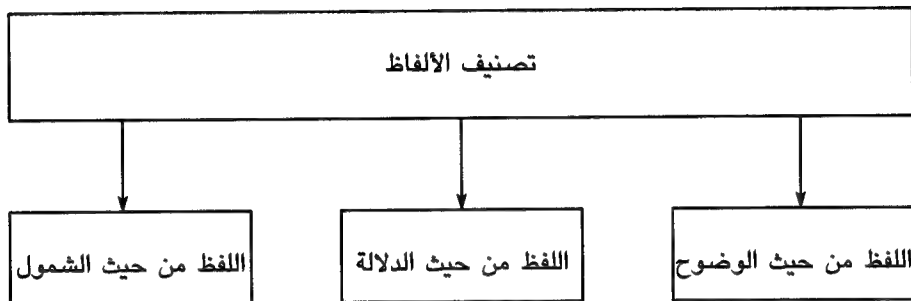 تصنيف الألفاظ
اللفظ من حيث الوضوح
اللفظ من حيث الدلالة
اللفظ من حيث الشمول